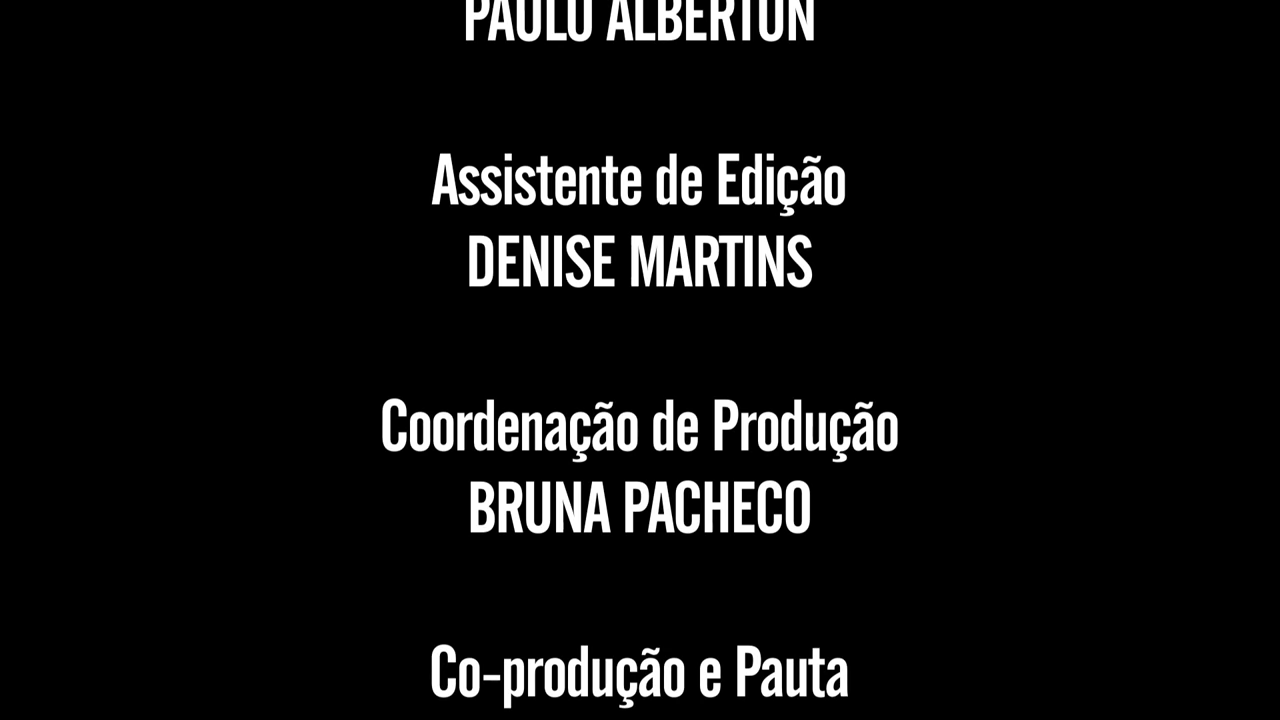 PAULO ALBERTON
Assistente de Edição
DENISE MARTINS
Coordenação de Produção
BRUNA PACHECO
Co-produção e Pauta